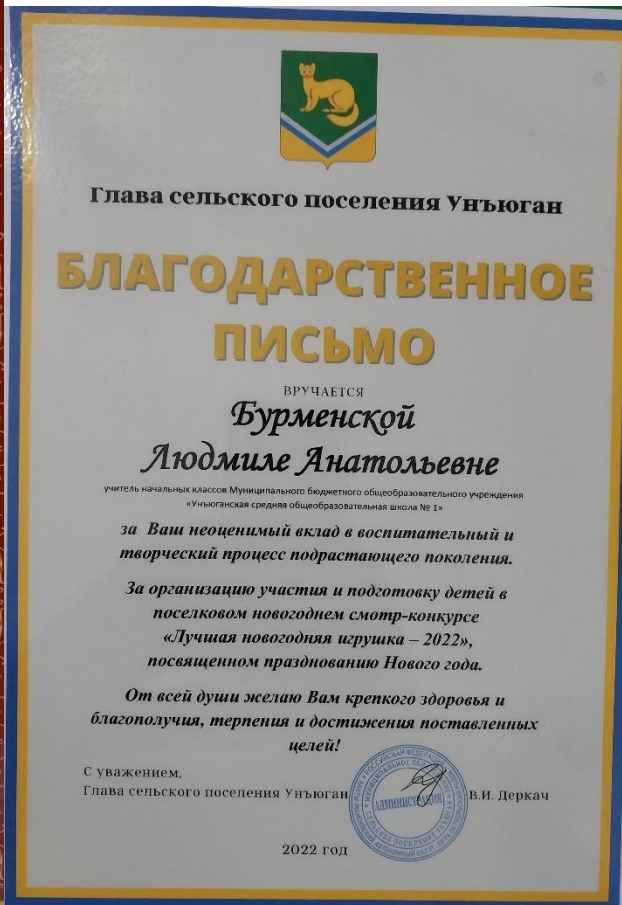 Глава сельского поселения Унъюган
БЛАГОДАРСТВЕННОЕ
ПИСЬМО
ВРУЧАЕТСЯ
Бурменской
Людмиле Анатольевне
учитель начальных классов Муниципального бюджетного общеобразовательного учреждения
«Унъюганская средняя общеобразовательная школа № 1»
за Ваш неоценимый вклад в воспитательный и
творческий процесс подрастающего поколения.
За организацию участия и подготовку детей в
поселковом новогоднем смотр-конкурсе
«Лучшая новогодняя игрушка – 2022»,
посвященном празднованию Нового года.
От всей души желаю Вам крепкого здоровья и
благополучия, терпения и достижения поставленных
целей!
С уважением,
Глава сельского поселения Унъюган
В.И. Деркач
АДМИНИСТРАЦИЯ
2022 год